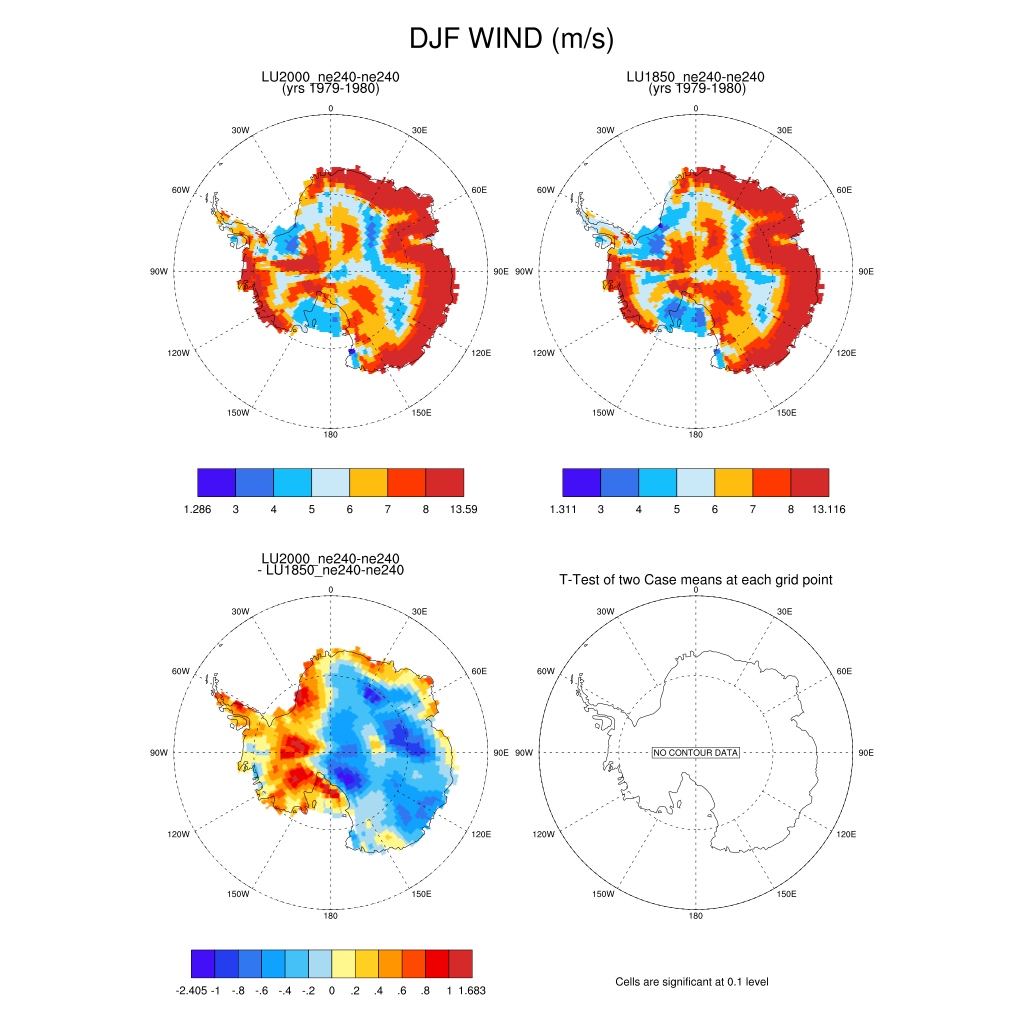 DJF WIND (m/s)
LU2000_ne240-ne240
(yrs 1979-1980)
LU1850_ne240-ne240
(yrs 1979-1980)
0
30W 30E
60W 60E
90W 90E
120W 120E
150W 150E
180
0
30W 30E
60W 60E
90W 90E
120W 120E
150W 150E
180
1.286 3 4 5 6 7 8 13.59
1.311 3 4 5 6 7 8 13.116
LU2000_ne240-ne240
- LU1850_ne240-ne240
T-Test of two Case means at each grid point
0
30W 30E
60W 60E
90W 90E
120W 120E
150W 150E
180
0
30W 30E
60W 60E
90W NO CONTOUR DATA 90E
120W 120E
150W 150E
180
-2.405 -1 -.8 -.6 -.4 -.2 0 .2 .4 .6 .8 1 1.683
Cells are significant at 0.1 level